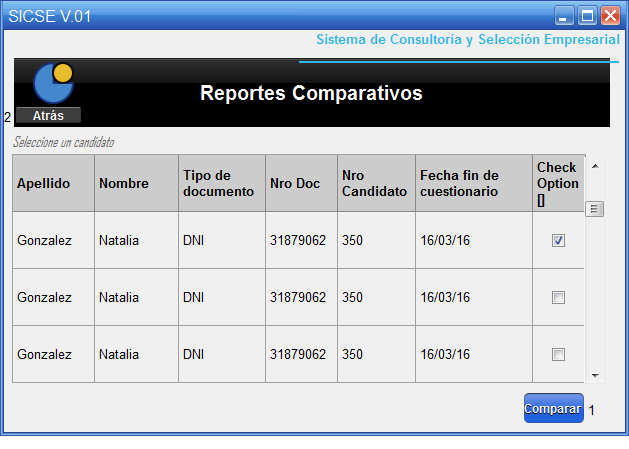 SICSE V.01
Sistema de Consultoría y Selección Empresarial
Reportes Comparativos
2 Atrás
Seleccione un candidato
Apellido Nombre Tipo de documento Nro Doc Nro Candidato Fecha fin de cuestionario Check Option []
Gonzalez Natalia DNI 31879062 350 16/03/16
Gonzalez Natalia DNI 31879062 350 16/03/16
Gonzalez Natalia DNI 31879062 350 16/03/16
Comparar 1